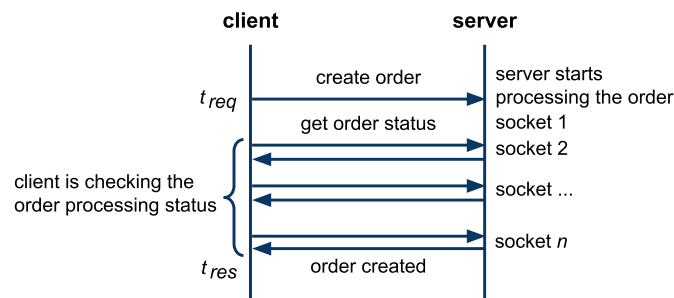 client
server
create order
server starts
processing the order
t req
get order status
socket 1
socket 2
client is checking the
order processing status
socket ...
socket n
t res
order created